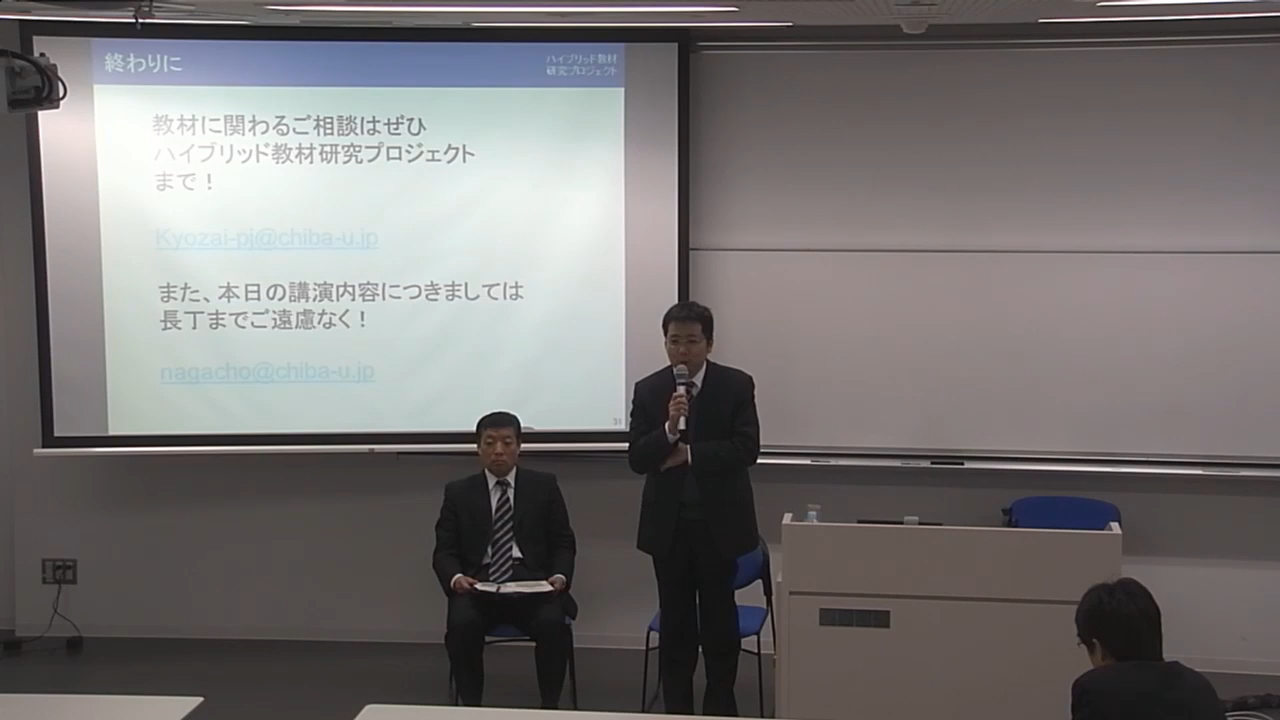 終わりに
ハイブリッド教材
研究プロジェクト
教材に関わるご相談はぜひ
ハイブリッド教材研究プロジェクト
まで！
Kyozai-pj@chiba-u.jp
また、本日の講演内容につきましては
長丁までご遠慮なく！
nagacho@chiba-u.jp
31